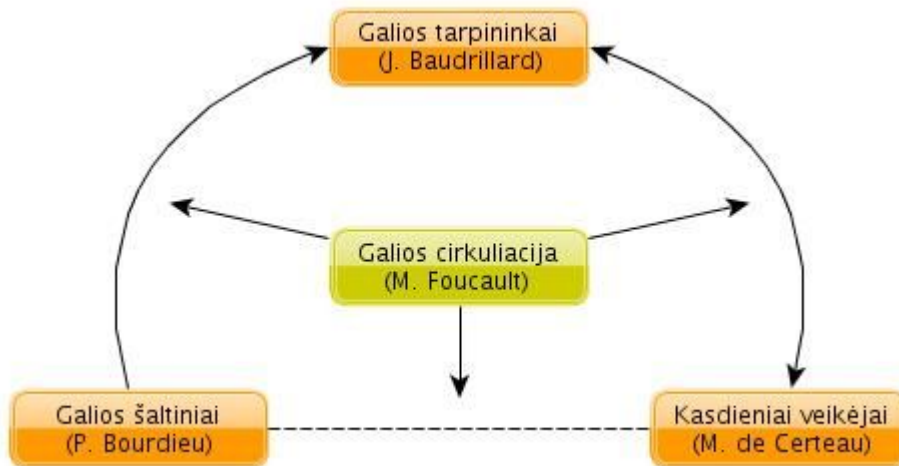 Galios tarpininkai
(J. Baudrillard)
Galios cirkuliacija
(M. Foucault)
Galios šaltiniai
(P. Bourdieu)
Kasdieniai veikėjai
(M. de Certeau)